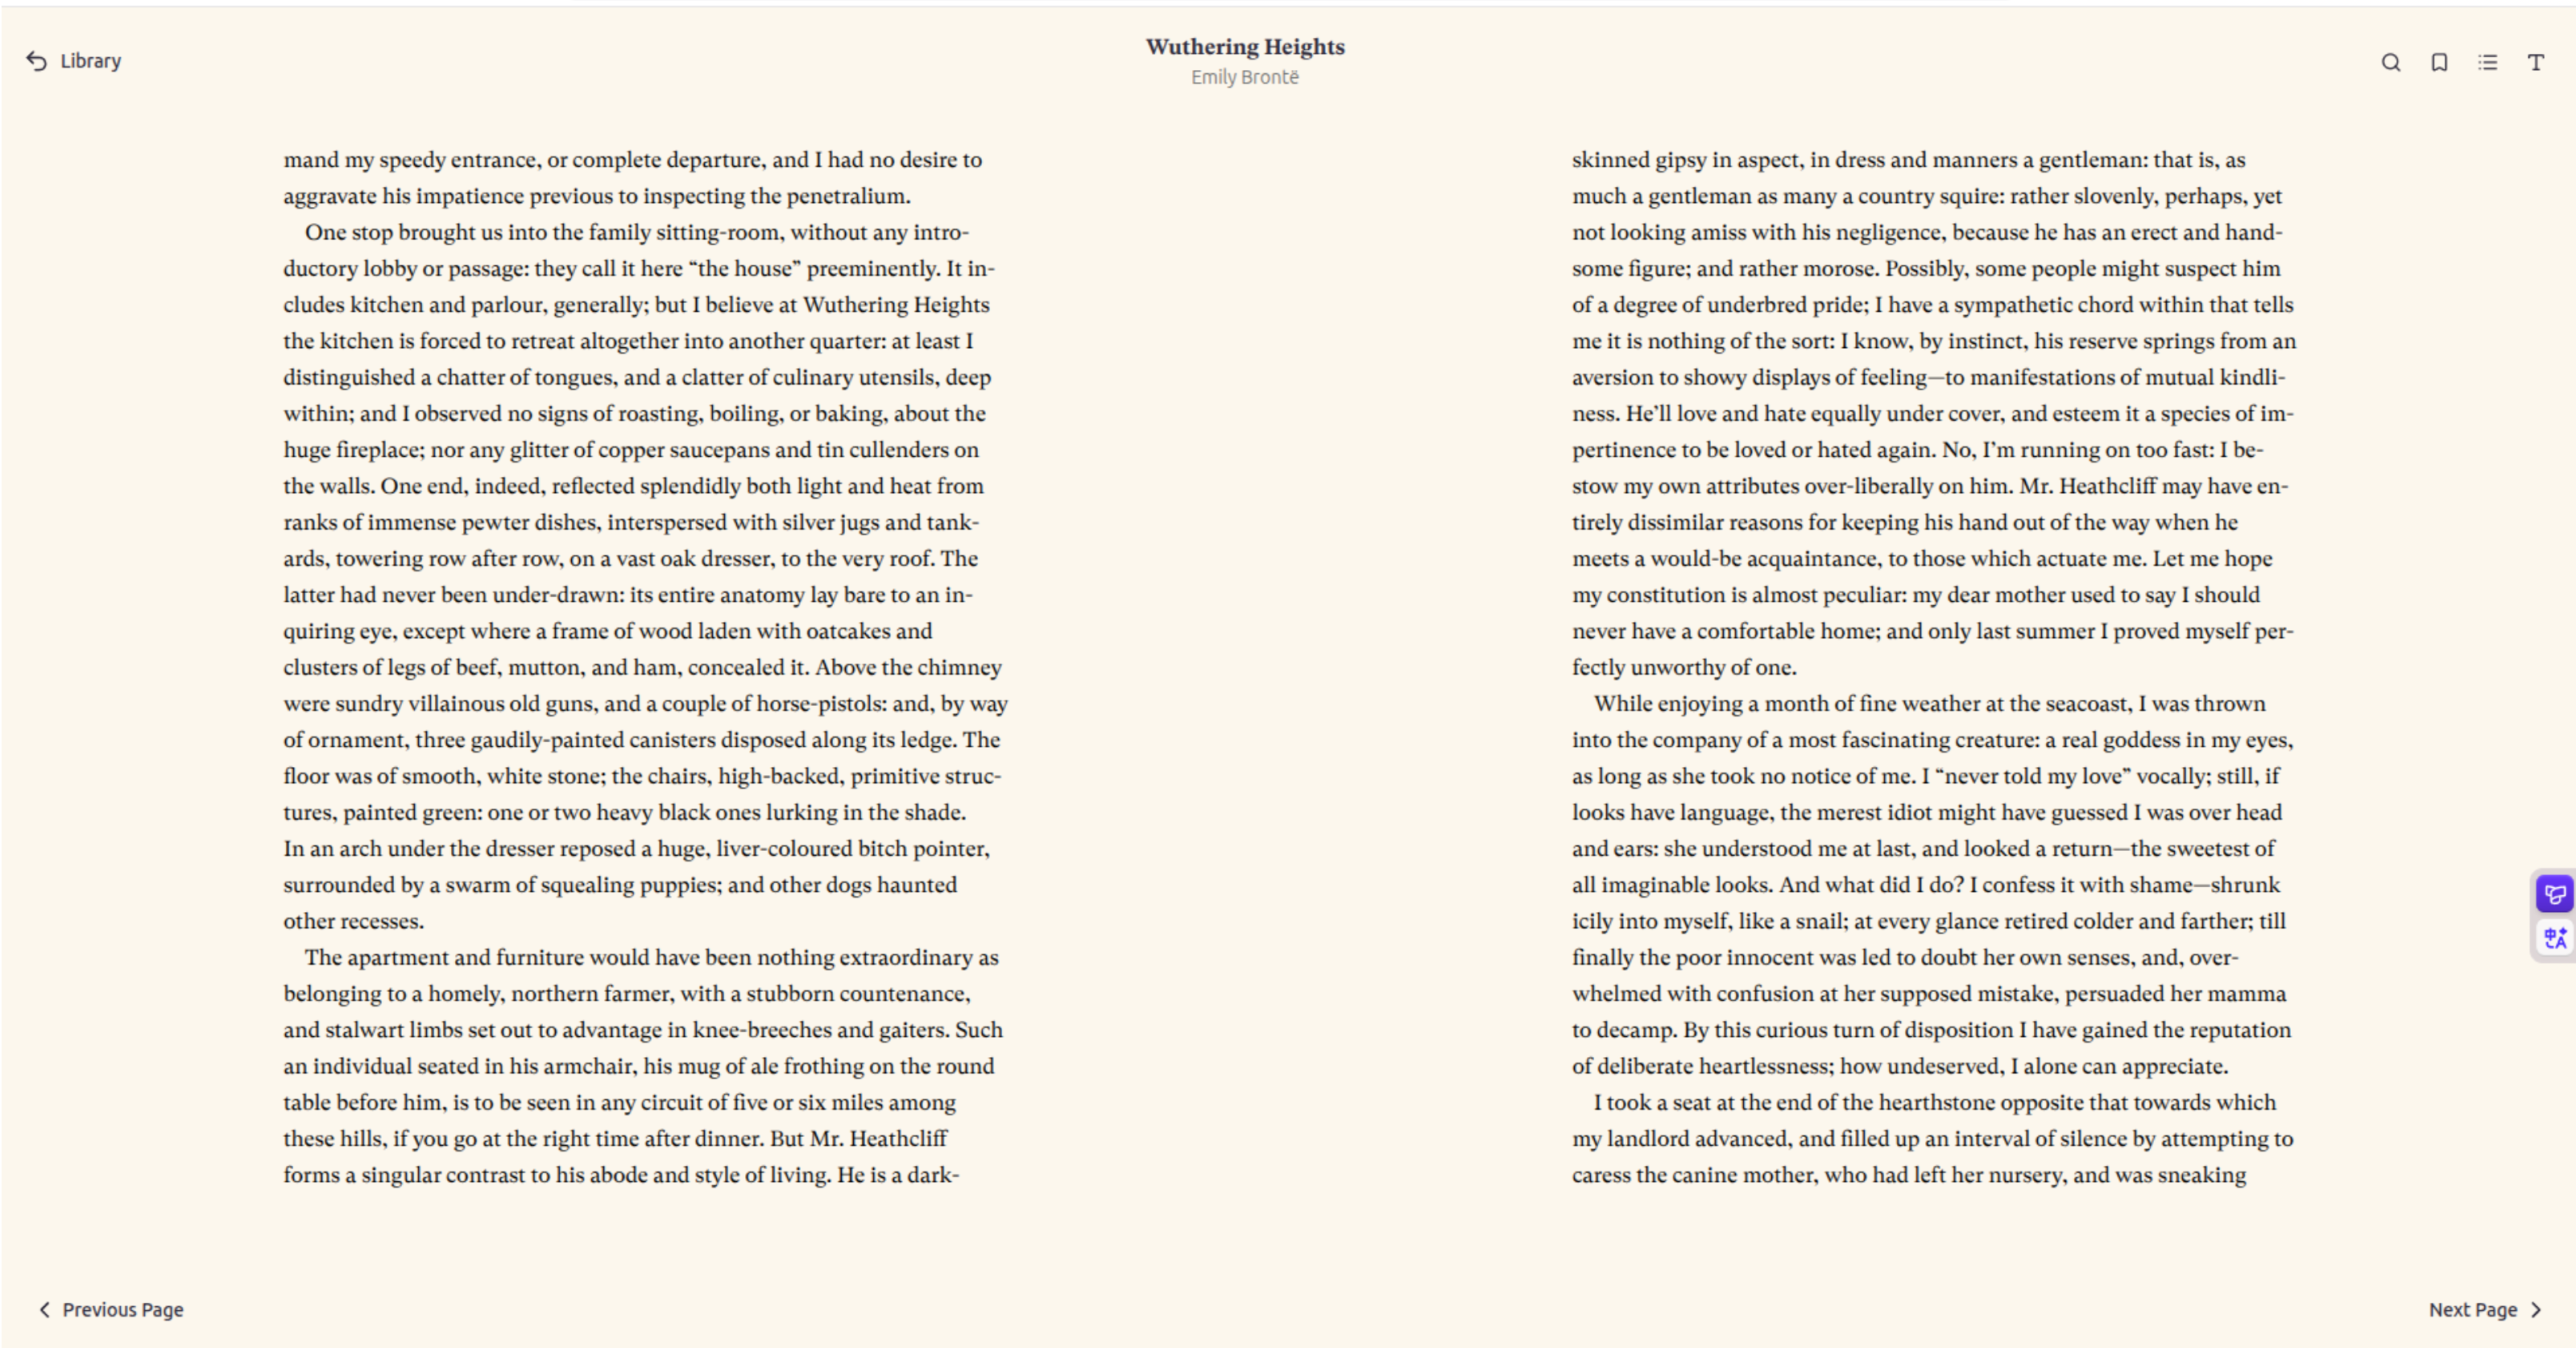 Library
Wuthering Heights
Emily Brontë
mand my speedy entrance, or complete departure, and I had no desire to
aggravate his impatience previous to inspecting the penetralium.
One stop brought us into the family sitting-room, without any intro-
ductory lobby or passage: they call it here “the house” preeminently. It in-
cludes kitchen and parlour, generally; but I believe at Wuthering Heights
the kitchen is forced to retreat altogether into another quarter: at least I
distinguished a chatter of tongues, and a clatter of culinary utensils, deep
within; and I observed no signs of roasting, boiling, or baking, about the
huge fireplace; nor any glitter of copper saucepans and tin cullenders on
the walls. One end, indeed, reflected splendidly both light and heat from
ranks of immense pewter dishes, interspersed with silver jugs and tank-
ards, towering row after row, on a vast oak dresser, to the very roof. The
latter had never been under-drawn: its entire anatomy lay bare to an in-
quiring eye, except where a frame of wood laden with oatcakes and
clusters of legs of beef, mutton, and ham, concealed it. Above the chimney
were sundry villainous old guns, and a couple of horse-pistols: and, by way
of ornament, three gaudily-painted canisters disposed along its ledge. The
floor was of smooth, white stone; the chairs, high-backed, primitive struc-
tures, painted green: one or two heavy black ones lurking in the shade.
In an arch under the dresser reposed a huge, liver-coloured bitch pointer,
surrounded by a swarm of squealing puppies; and other dogs haunted
other recesses.
The apartment and furniture would have been nothing extraordinary as
belonging to a homely, northern farmer, with a stubborn countenance,
and stalwart limbs set out to advantage in knee-breeches and gaiters. Such
an individual seated in his armchair, his mug of ale frothing on the round
table before him, is to be seen in any circuit of five or six miles among
these hills, if you go at the right time after dinner. But Mr. Heathcliff
forms a singular contrast to his abode and style of living. He is a dark-
skinned gipsy in aspect, in dress and manners a gentleman: that is, as
much a gentleman as many a country squire: rather slovenly, perhaps, yet
not looking amiss with his negligence, because he has an erect and hand-
some figure; and rather morose. Possibly, some people might suspect him
of a degree of underbred pride; I have a sympathetic chord within that tells
me it is nothing of the sort: I know, by instinct, his reserve springs from an
aversion to showy displays of feeling—to manifestations of mutual kindli-
ness. He’ll love and hate equally under cover, and esteem it a species of im-
pertinence to be loved or hated again. No, I’m running on too fast: I be-
stow my own attributes over-liberally on him. Mr. Heathcliff may have en-
tirely dissimilar reasons for keeping his hand out of the way when he
meets a would-be acquaintance, to those which actuate me. Let me hope
my constitution is almost peculiar: my dear mother used to say I should
never have a comfortable home; and only last summer I proved myself per-
fectly unworthy of one.
While enjoying a month of fine weather at the seacoast, I was thrown
into the company of a most fascinating creature: a real goddess in my eyes,
as long as she took no notice of me. I “never told my love” vocally; still, if
looks have language, the merest idiot might have guessed I was over head
and ears: she understood me at last, and looked a return—the sweetest of
all imaginable looks. And what did I do? I confess it with shame—shrunk
icily into myself, like a snail; at every glance retired colder and farther; till
finally the poor innocent was led to doubt her own senses, and, over-
whelmed with confusion at her supposed mistake, persuaded her mamma
to decamp. By this curious turn of disposition I have gained the reputation
of deliberate heartlessness; how undeserved, I alone can appreciate.
I took a seat at the end of the hearthstone opposite that towards which
my landlord advanced, and filled up an interval of silence by attempting to
caress the canine mother, who had left her nursery, and was sneaking
Previous Page
Next Page